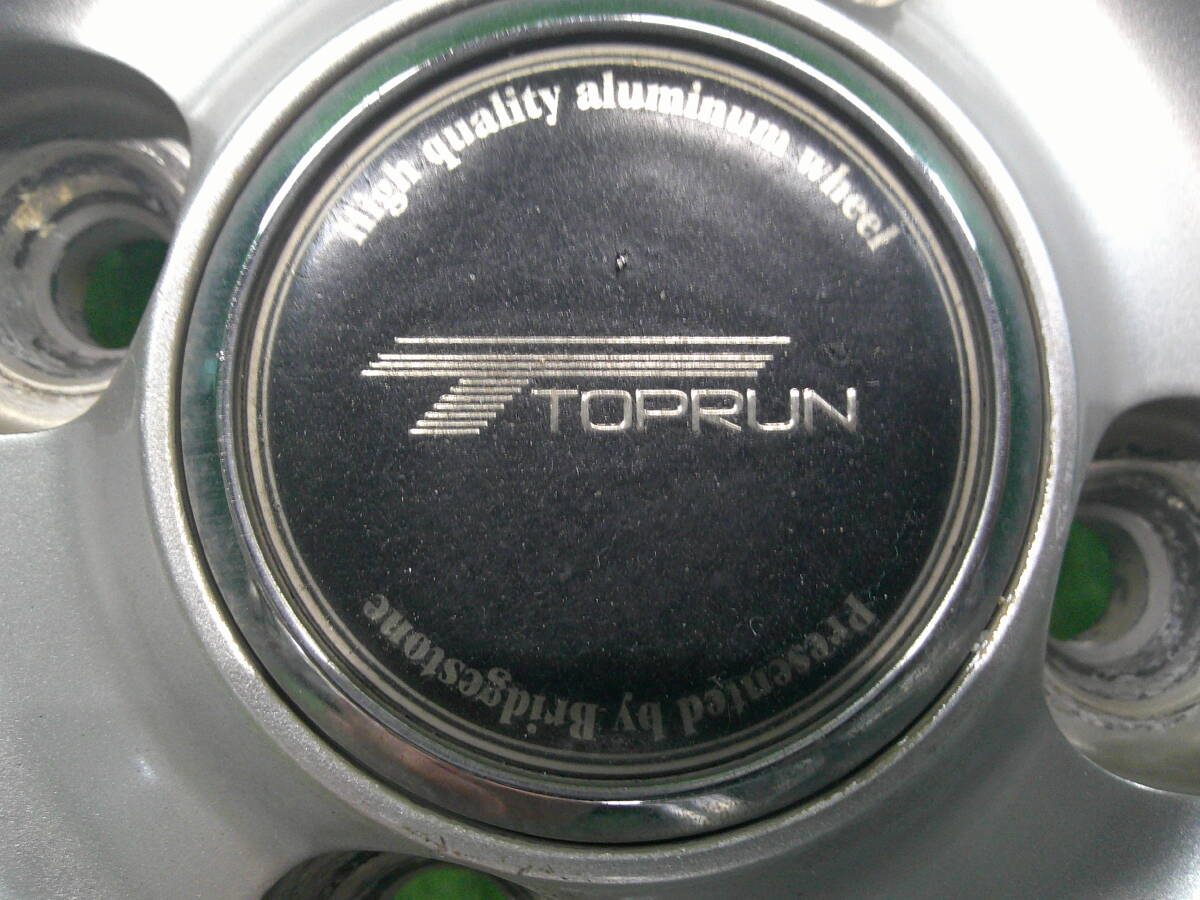 High quality aluminum wheel
TOPRUN
Presented by Bridgestone